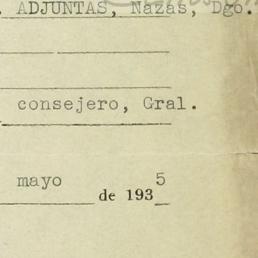 . ADJUNTAS, Nazas, Dgo.
consejero, Gral.
mayo de 1935